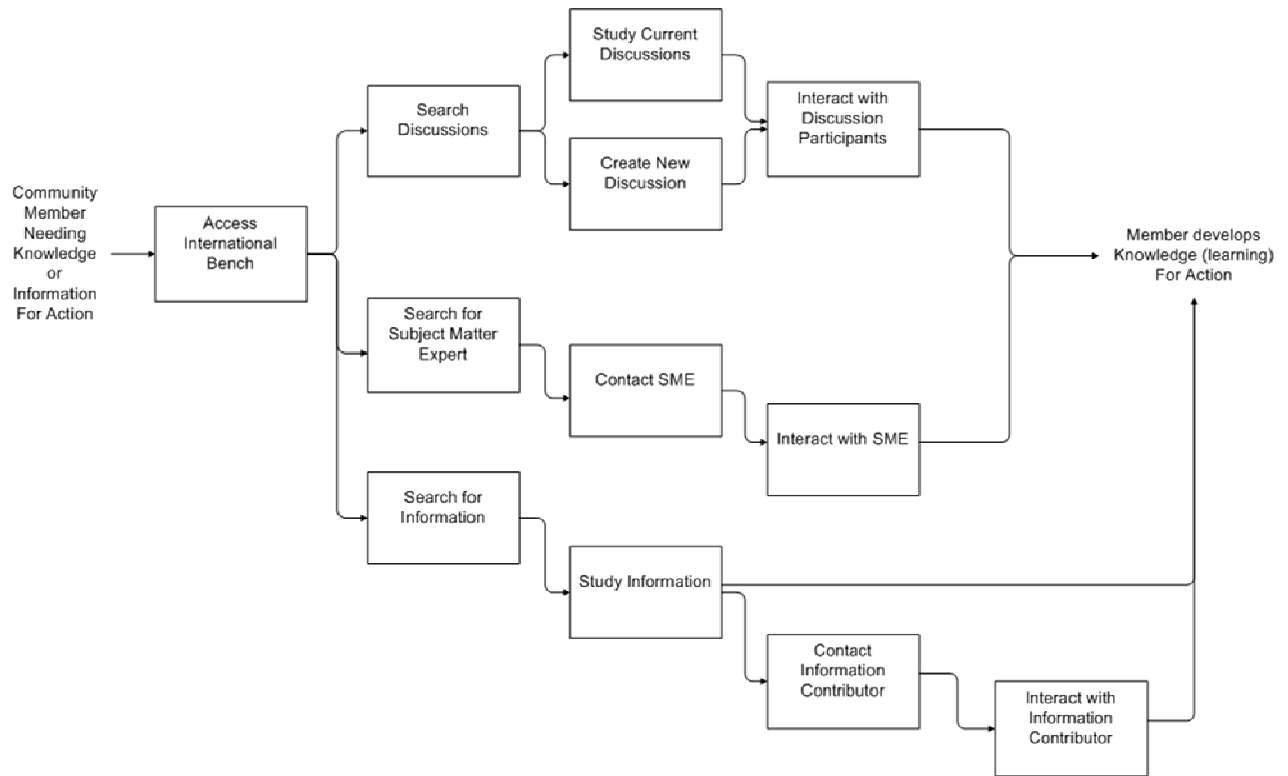 Community
Member
Needing
Knowledge
or
Information
For Action
Access
International
Bench
Search
Discussions
Study Current
Discussions
Create New
Discussion
Interact with
Discussion
Participants
Search for
Subject Matter
Expert
Contact SME
Interact with SME
Search for
Information
Study Information
Contact
Information
Contributor
Interact with
Information
Contributor
Member develops
Knowledge (learning)
For Action